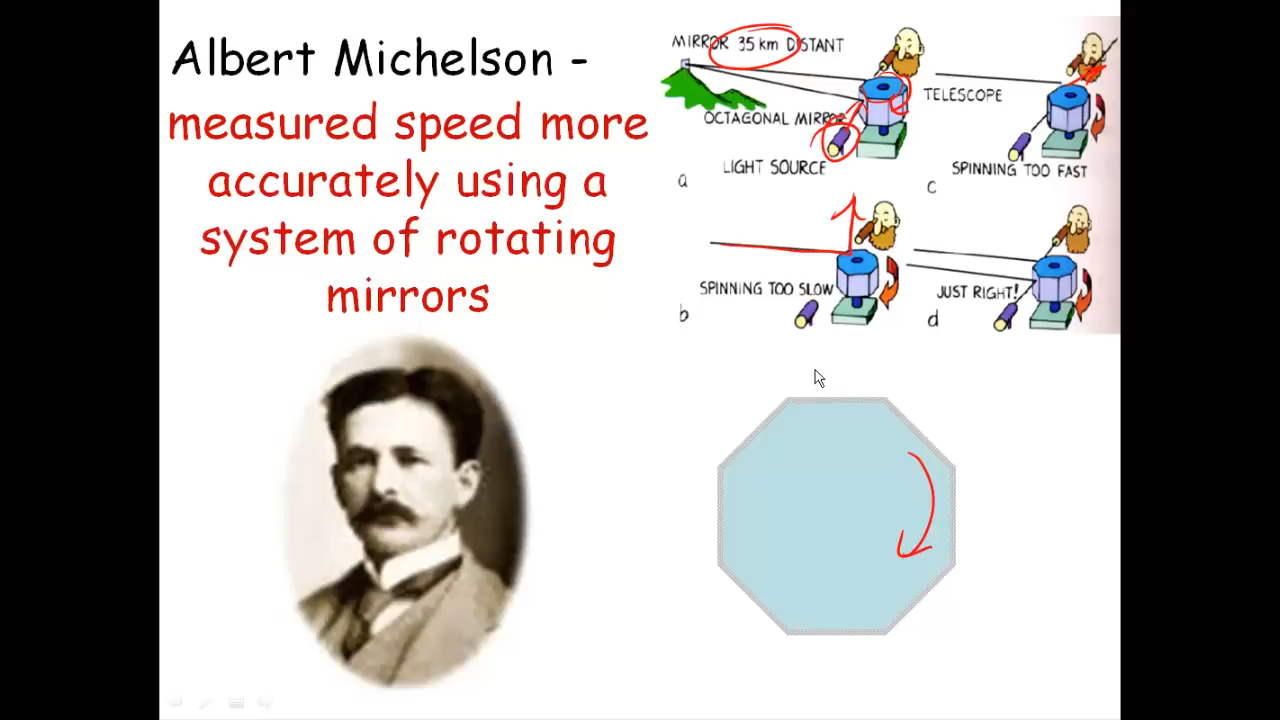 Albert Michelson -
measured speed more
accurately using a
system of rotating
mirrors
MIRROR 35 km DISTANT
OCTAGONAL MIRROR
LIGHT SOURCE
a
TELESCOPE
SPINNING TOO FAST
c
SPINNING TOO SLOW
b
JUST RIGHT!
d